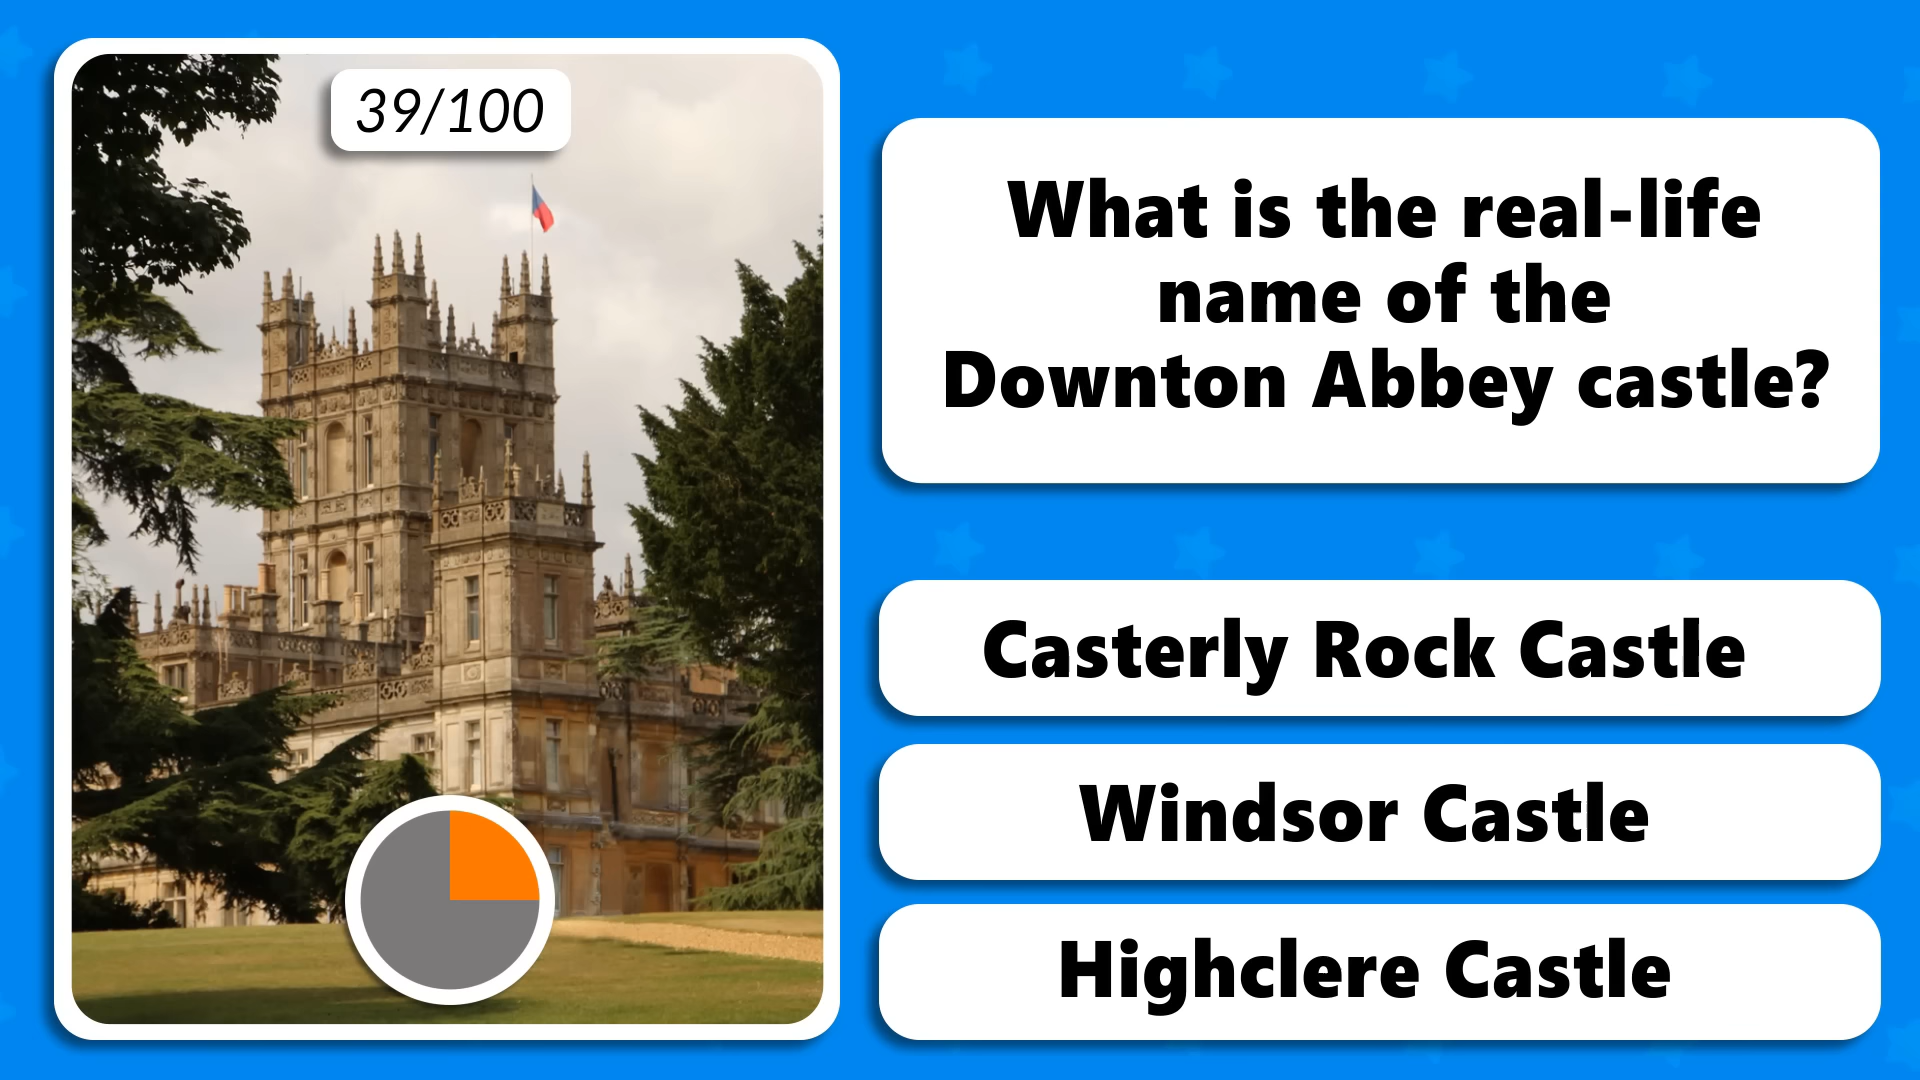 39/100
What is the real-life
name of the
Downton Abbey castle?
Casterly Rock Castle
Windsor Castle
Highclere Castle